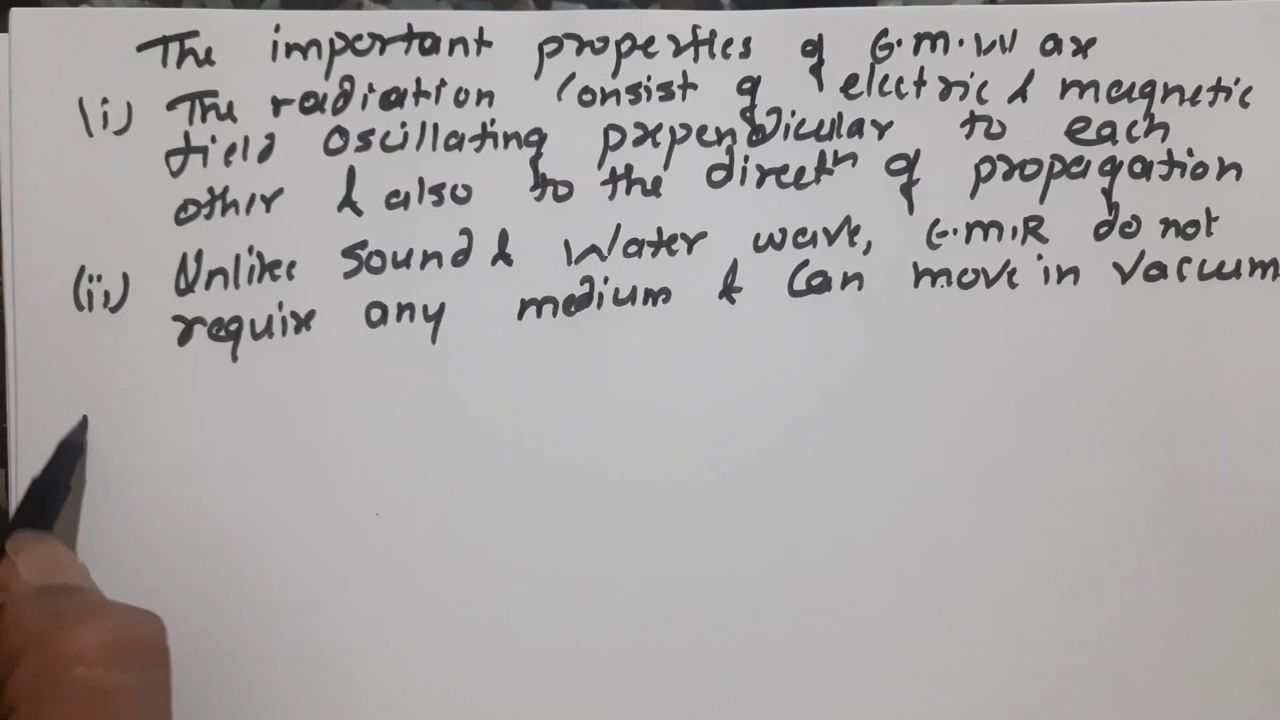 The important properties of E.M.W are
(i) The radiation consist of electric & magnetic
field oscillating perpendicular to each
other & also to the directn of propagation
(ii) Unlike sound & water wave, E.M.R do not
require any medium & can move in vacuum